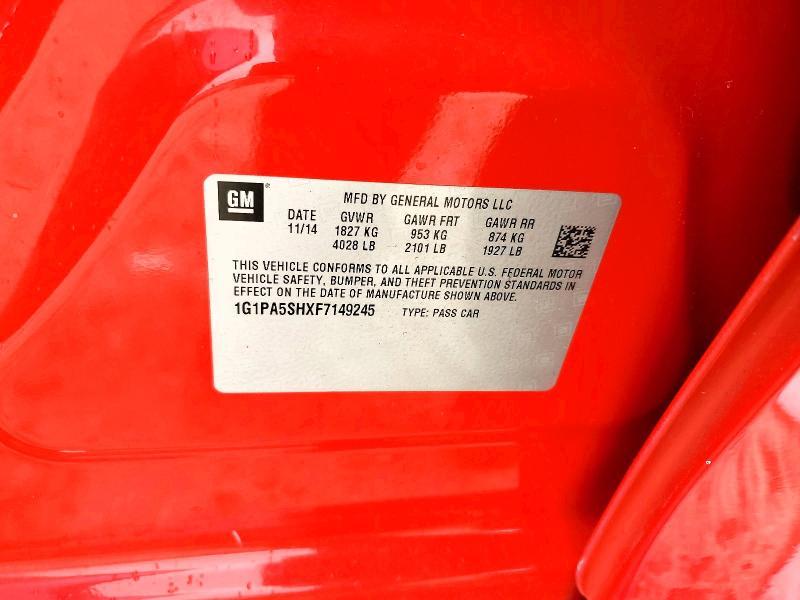 GM® MFD BY GENERAL MOTORS LLC
DATE GVWR GAWR FRT GAWR RR
11/14 1827 KG 953 KG 874 KG
4028 LB 2101 LB 1927 LB
THIS VEHICLE CONFORMS TO ALL APPLICABLE U.S. FEDERAL MOTOR
VEHICLE SAFETY, BUMPER, AND THEFT PREVENTION STANDARDS IN
EFFECT ON THE DATE OF MANUFACTURE SHOWN ABOVE.
1G1PA5SHXF7149245 TYPE: PASS CAR